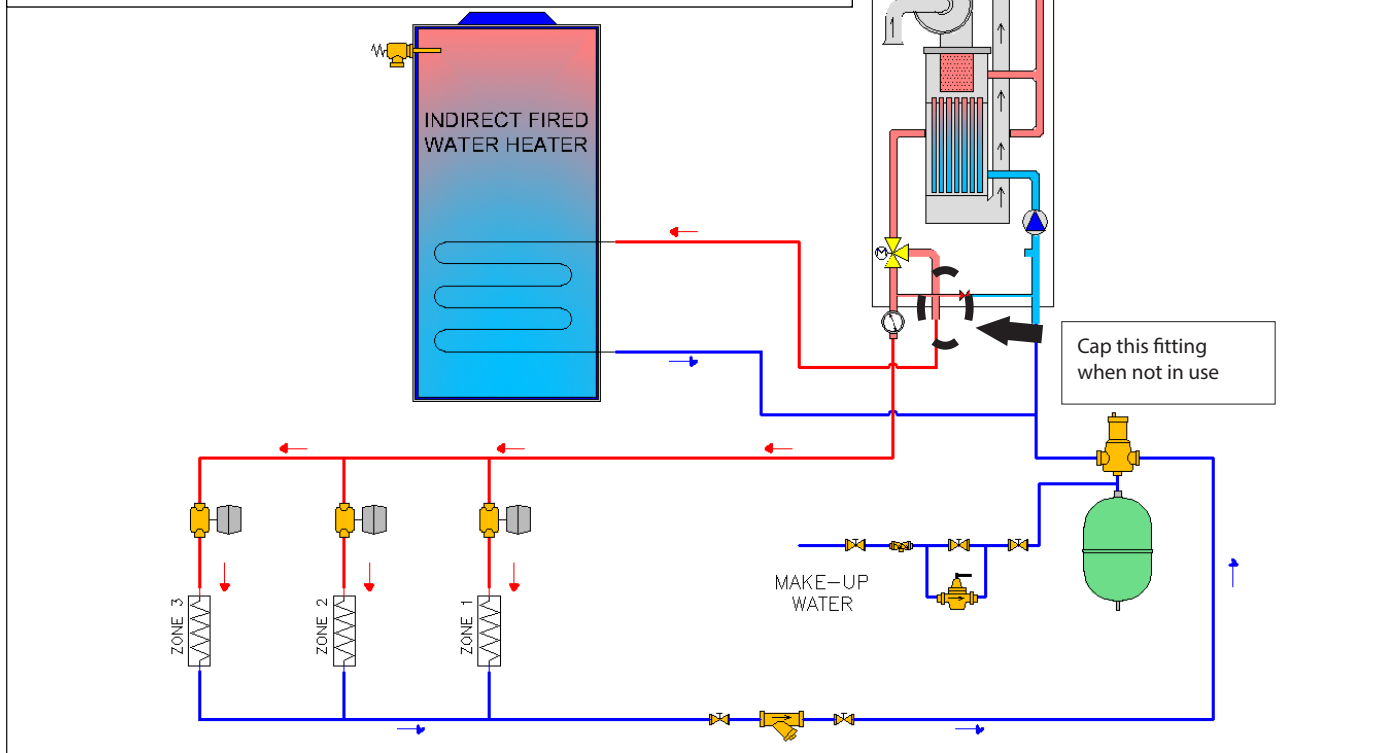 INDIRECT FIRED
WATER HEATER
M
Cap this fitting
when not in use
MAKE-UP
WATER
ZONE 3
ZONE 2
ZONE 1